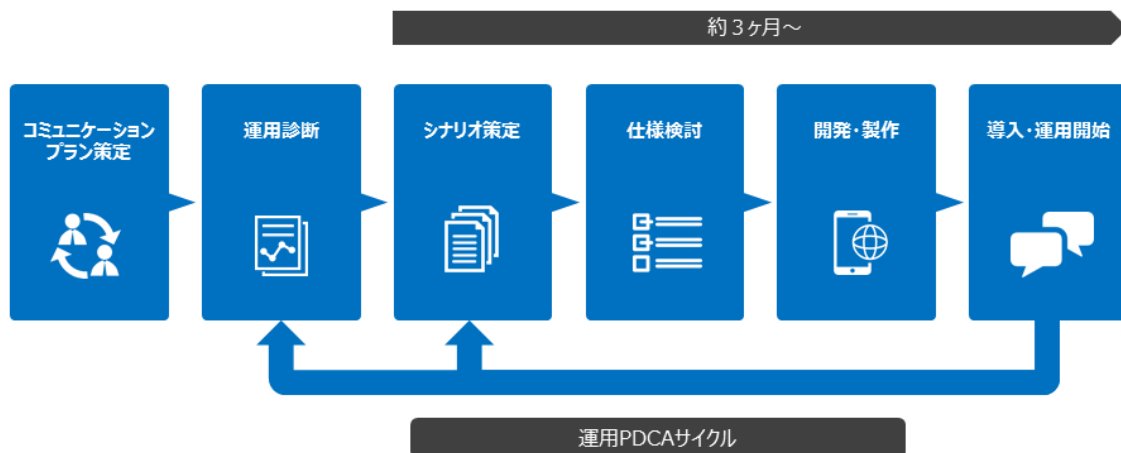 約３ヶ月～
コミュニケーション
プラン策定
運用診断
シナリオ策定
仕様検討
開発・製作
導入・運用開始
運用PDCAサイクル